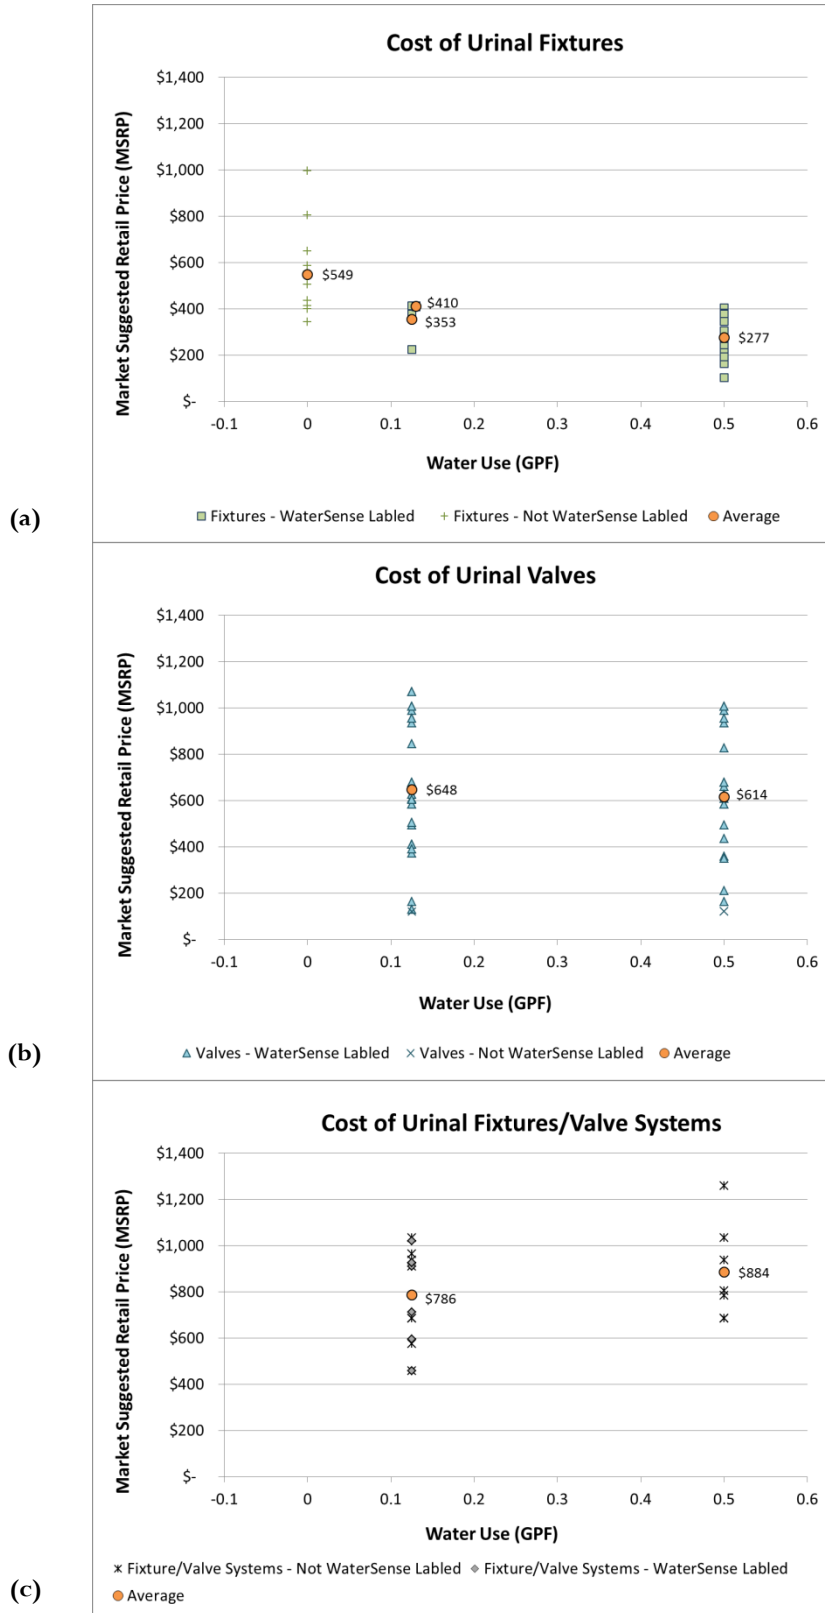 Cost of Urinal Fixtures
Market Suggested Retail Price (MSRP)
$1,400
$1,200
$1,000
$800
$600
$400
$200
$-
$549
$410
$353
$277
-0.1 0 0.1 0.2 0.3 0.4 0.5 0.6
Water Use (GPF)
Fixtures - WaterSense Labled Fixtures - Not WaterSense Labled Average
(a)
Cost of Urinal Valves
Market Suggested Retail Price (MSRP)
$1,400
$1,200
$1,000
$800
$600
$400
$200
$-
$648
$614
-0.1 0 0.1 0.2 0.3 0.4 0.5 0.6
Water Use (GPF)
Valves - WaterSense Labled Valves - Not WaterSense Labled Average
(b)
Cost of Urinal Fixtures/Valve Systems
Market Suggested Retail Price (MSRP)
$1,400
$1,200
$1,000
$800
$600
$400
$200
$-
$786
$884
-0.1 0 0.1 0.2 0.3 0.4 0.5 0.6
Water Use (GPF)
Fixture/Valve Systems - Not WaterSense Labled Fixture/Valve Systems - WaterSense Labled
Average
(c)